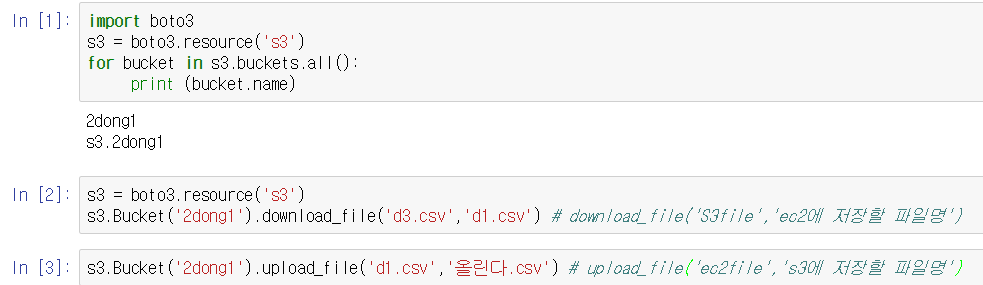 In [1]: import boto3
s3 = boto3.resource('s3')
for bucket in s3.buckets.all():
print (bucket.name)
2dong1
s3.2dong1
In [2]: s3 = boto3.resource('s3')
s3.Bucket('2dong1').download_file('d3.csv','d1.csv') # download_file('S3file','ec2에 저장할 파일명')
In [3]: s3.Bucket('2dong1').upload_file('d1.csv','올린다.csv') # upload_file('ec2file','s3에 저장할 파일명')